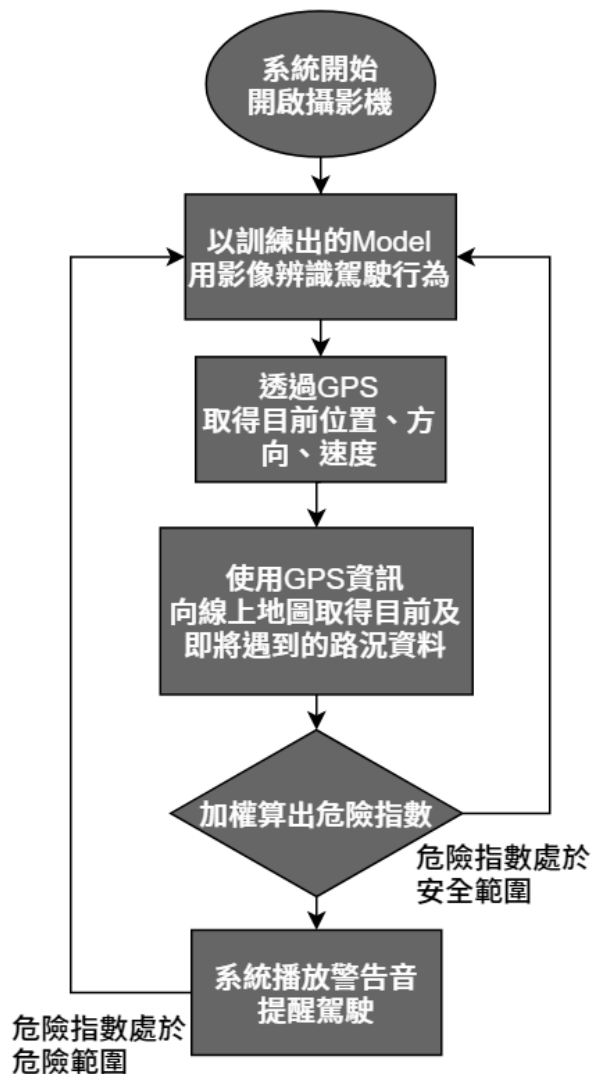 系統開始
開啟攝影機
以訓練出的Model
用影像辨識駕駛行為
透過GPS
取得目前位置、方
向、速度
使用GPS資訊
向線上地圖取得目前及
即將遇到的路況資料
加權算出危險指數
危險指數處於
安全範圍
系統播放警告音
提醒駕駛
危險指數處於
危險範圍